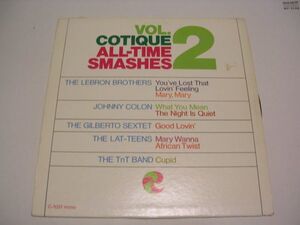 VOL. 2
COTIQUE
ALL-TIME
SMASHES
THE LEBRON BROTHERS You've Lost That
Lovin' Feeling
Mary, Mary
JOHNNY COLON What You Mean
The Night Is Quiet
THE GILBERTO SEXTET Good Lovin'
THE LAT-TEENS Mary Wanna
African Twist
THE TnT BAND Cupid